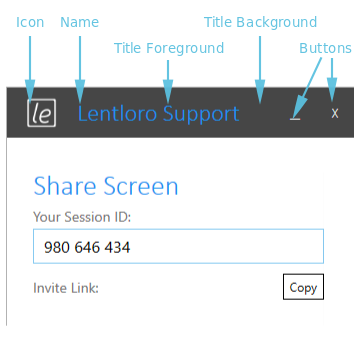 Icon Name Title Background
Title Foreground Buttons
le Lentloro Support _ X
Share Screen
Your Session ID:
980 646 434
Invite Link: Copy